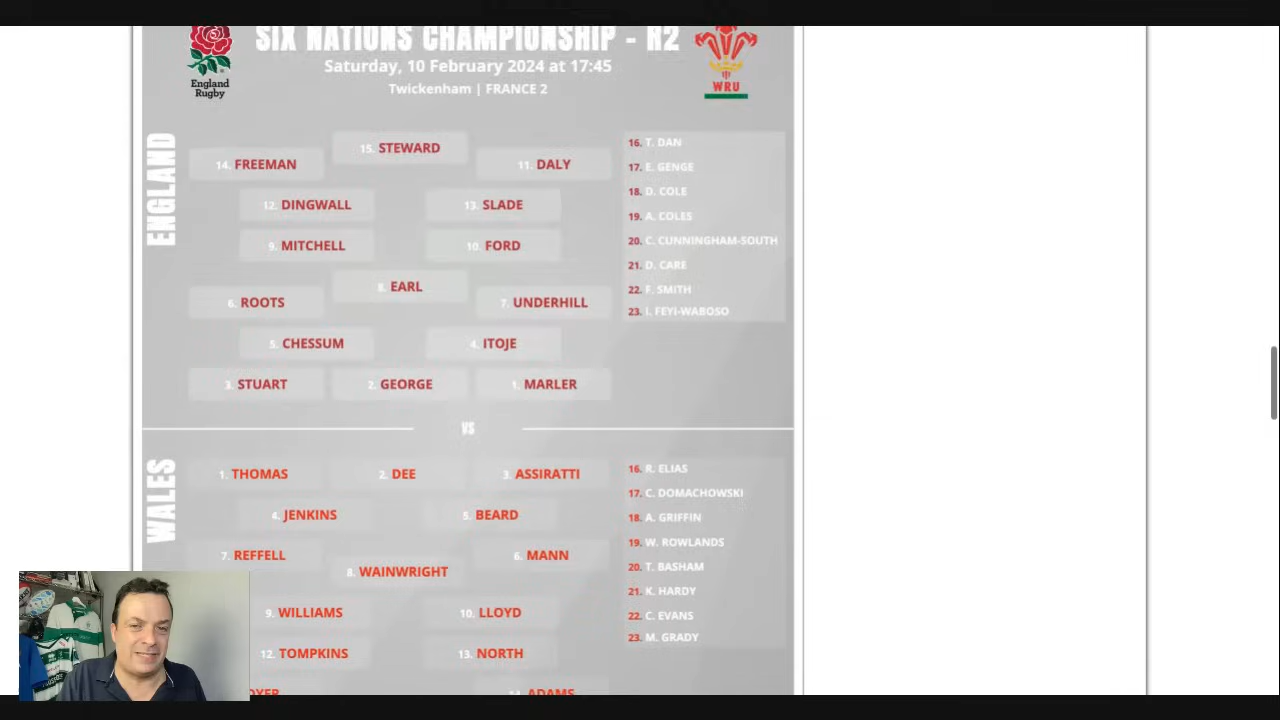 SIX NATIONS CHAMPIONSHIP - R2
Saturday, 10 February 2024 at 17:45
Twickenham | FRANCE 2
England
Rugby
WRU
ENGLAND
15. STEWARD
14. FREEMAN
11. DALY
12. DINGWALL
13. SLADE
9. MITCHELL
10. FORD
8. EARL
6. ROOTS
7. UNDERHILL
5. CHESSUM
4. ITOJE
3. STUART
2. GEORGE
1. MARLER
16. T. DAN
17. E. GENGE
18. D. COLE
19. A. COLES
20. C. CUNNINGHAM-SOUTH
21. D. CARE
22. F. SMITH
23. I. FEYI-WABOSO
VS
WALES
1. THOMAS
2. DEE
3. ASSIRATTI
4. JENKINS
5. BEARD
7. REFFELL
6. MANN
8. WAINWRIGHT
9. WILLIAMS
10. LLOYD
12. TOMPKINS
13. NORTH
14. ADAMS
16. R. ELIAS
17. C. DOMACHOWSKI
18. A. GRIFFIN
19. W. ROWLANDS
20. T. BASHAM
21. K. HARDY
22. C. EVANS
23. M. GRADY